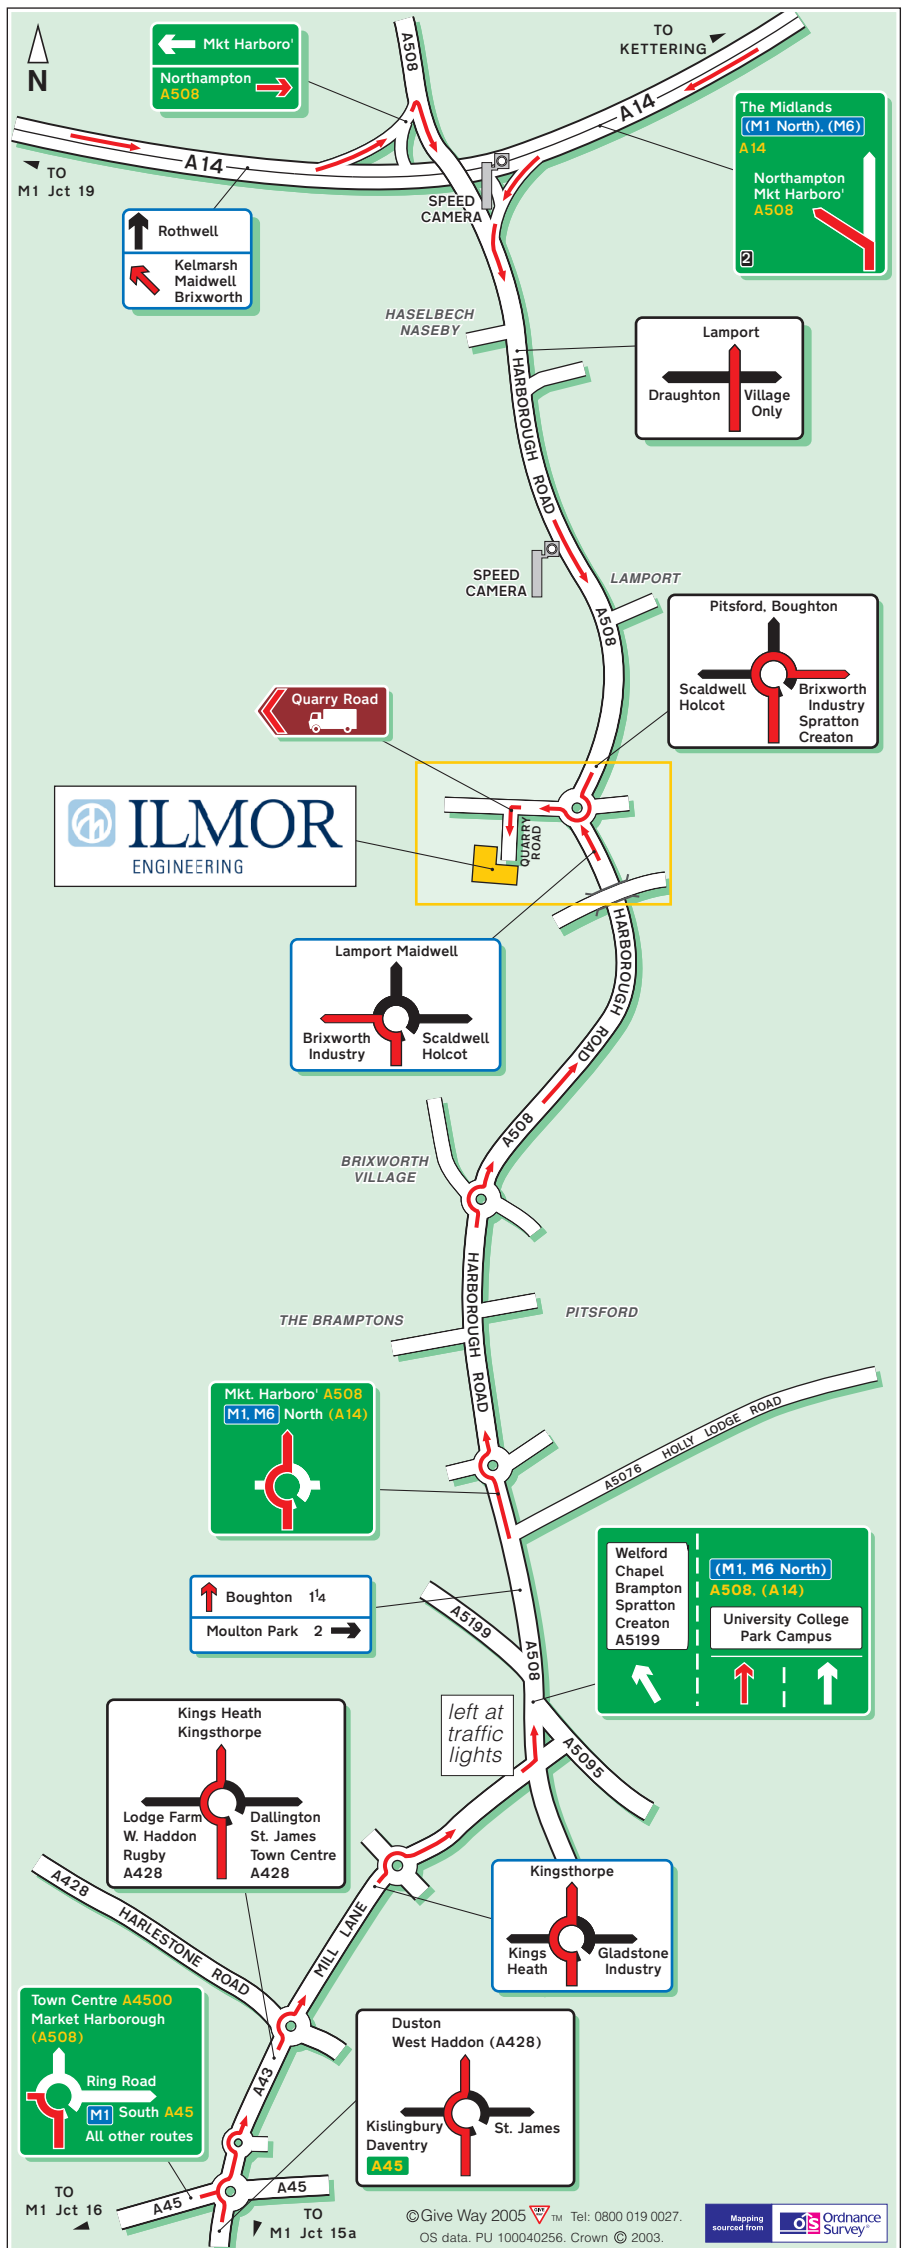 Mkt Harboro'
Northampton
A508
N
A508
TO
KETTERING
A14
A14
TO
M1 Jct 19
The Midlands
(M1 North), (M6)
A14
Northampton
Mkt Harboro'
A508
2
SPEED
CAMERA
Rothwell
Kelmarsh
Maidwell
Brixworth
HASELBECH
NASEBY
Lamport
Draughton
Village
Only
HARBOROUGH ROAD
SPEED
CAMERA
LAMPORT
A508
Pitsford, Boughton
Scaldwell
Holcot
Brixworth
Industry
Spratton
Creaton
Quarry Road
ILMOR
ENGINEERING
QUARRY
ROAD
HARBOROUGH ROAD
Lamport Maidwell
Brixworth
Industry
Scaldwell
Holcot
A508
BRIXWORTH
VILLAGE
HARBOROUGH ROAD
THE BRAMPTONS
PITSFORD
Mkt. Harboro' A508
M1, M6 North (A14)
A5076 HOLLY LODGE ROAD
Welford
Chapel
Brampton
Spratton
Creaton
A5199
(M1, M6 North)
A508, (A14)
University College
Park Campus
Boughton 1¼
Moulton Park 2
A5199
A508
left at
traffic
lights
A5095
Kings Heath
Kingsthorpe
Lodge Farm
W. Haddon
Rugby
A428
Dallington
St. James
Town Centre
A428
Kingsthorpe
Kings
Heath
Gladstone
Industry
A428 HARLESTONE ROAD
MILL LANE
Town Centre A4500
Market Harborough
(A508)
Ring Road
M1 South A45
All other routes
A43
Duston
West Haddon (A428)
Kislingbury
Daventry
A45
St. James
A45
A45
TO
M1 Jct 16
TO
M1 Jct 15a
©Give Way 2005 GIVE WAY TM Tel: 0800 019 0027.
OS data. PU 100040256. Crown © 2003.
Mapping
sourced from
OS Ordnance
Survey®